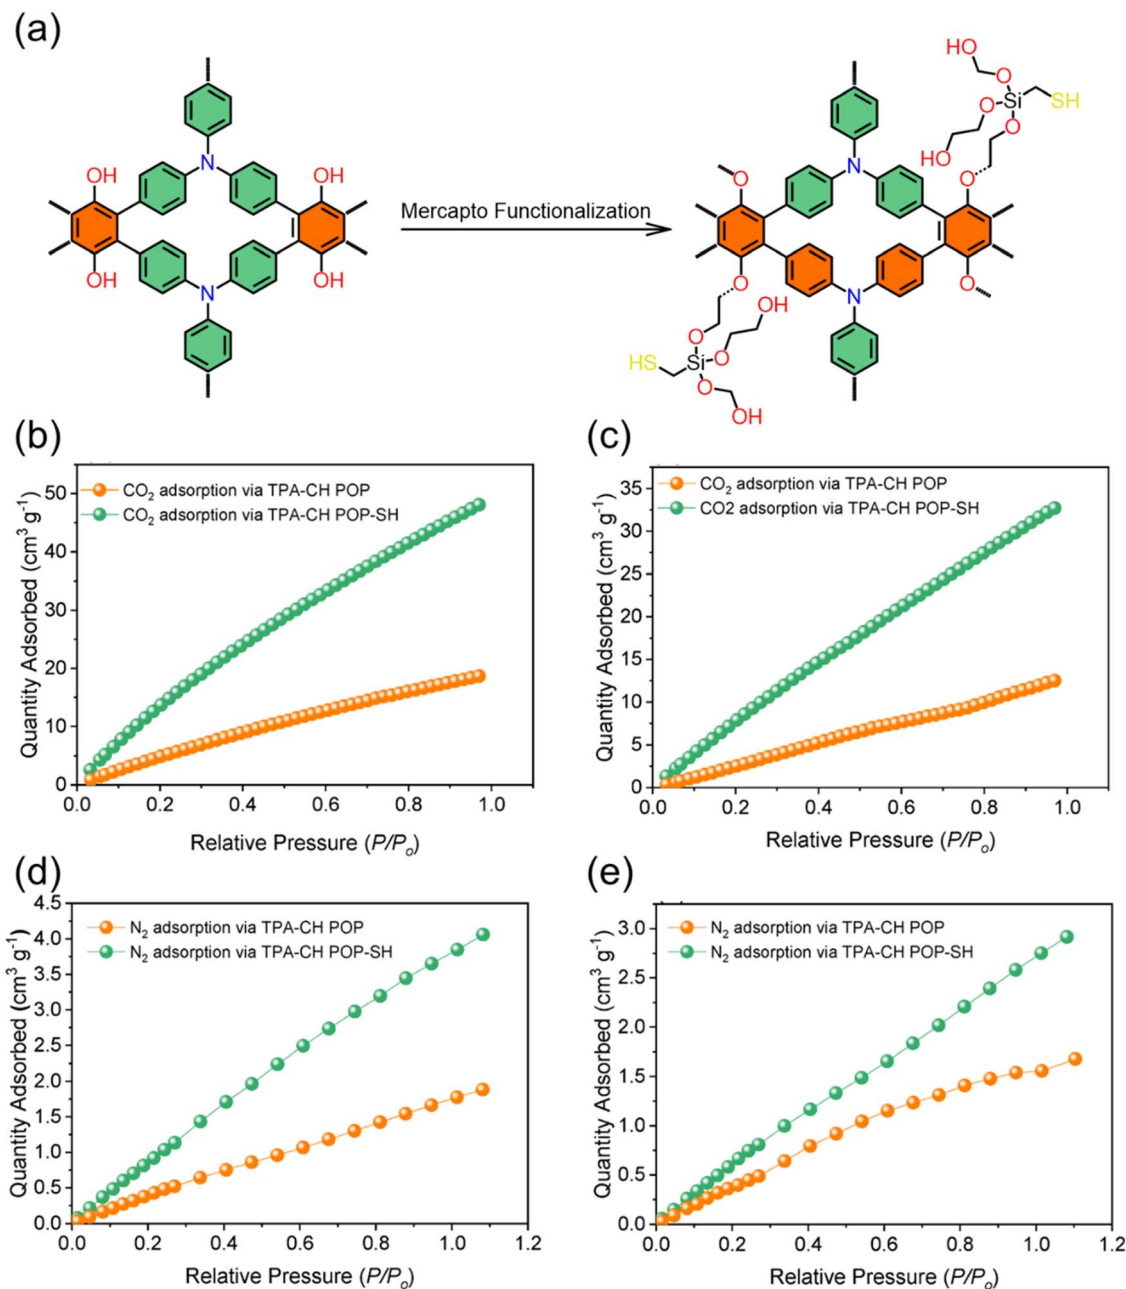 (a)
OH
OH
OH
OH
N
N
Mercapto Functionalization
HO
O
O
Si
SH
O
HO
O
O
N
O
O
N
OH
O
O
HS
Si
O
OH
(b)
CO₂ adsorption via TPA-CH POP
CO₂ adsorption via TPA-CH POP-SH
Quantity Adsorbed (cm³ g⁻¹)
50
40
30
20
10
0
0.0 0.2 0.4 0.6 0.8 1.0
Relative Pressure (P/Pₒ)
(c)
CO₂ adsorption via TPA-CH POP
CO2 adsorption via TPA-CH POP-SH
Quantity Adsorbed (cm³ g⁻¹)
35
30
25
20
15
10
5
0
0.0 0.2 0.4 0.6 0.8 1.0
Relative Pressure (P/Pₒ)
(d)
N₂ adsorption via TPA-CH POP
N₂ adsorption via TPA-CH POP-SH
Quantity Adsorbed (cm³ g⁻¹)
4.5
4.0
3.5
3.0
2.5
2.0
1.5
1.0
0.5
0.0
0.0 0.2 0.4 0.6 0.8 1.0 1.2
Relative Pressure (P/Pₒ)
(e)
N₂ adsorption via TPA-CH POP
N₂ adsorption via TPA-CH POP-SH
Quantity Adsorbed (cm³ g⁻¹)
3.0
2.5
2.0
1.5
1.0
0.5
0.0
0.0 0.2 0.4 0.6 0.8 1.0 1.2
Relative Pressure (P/Pₒ)